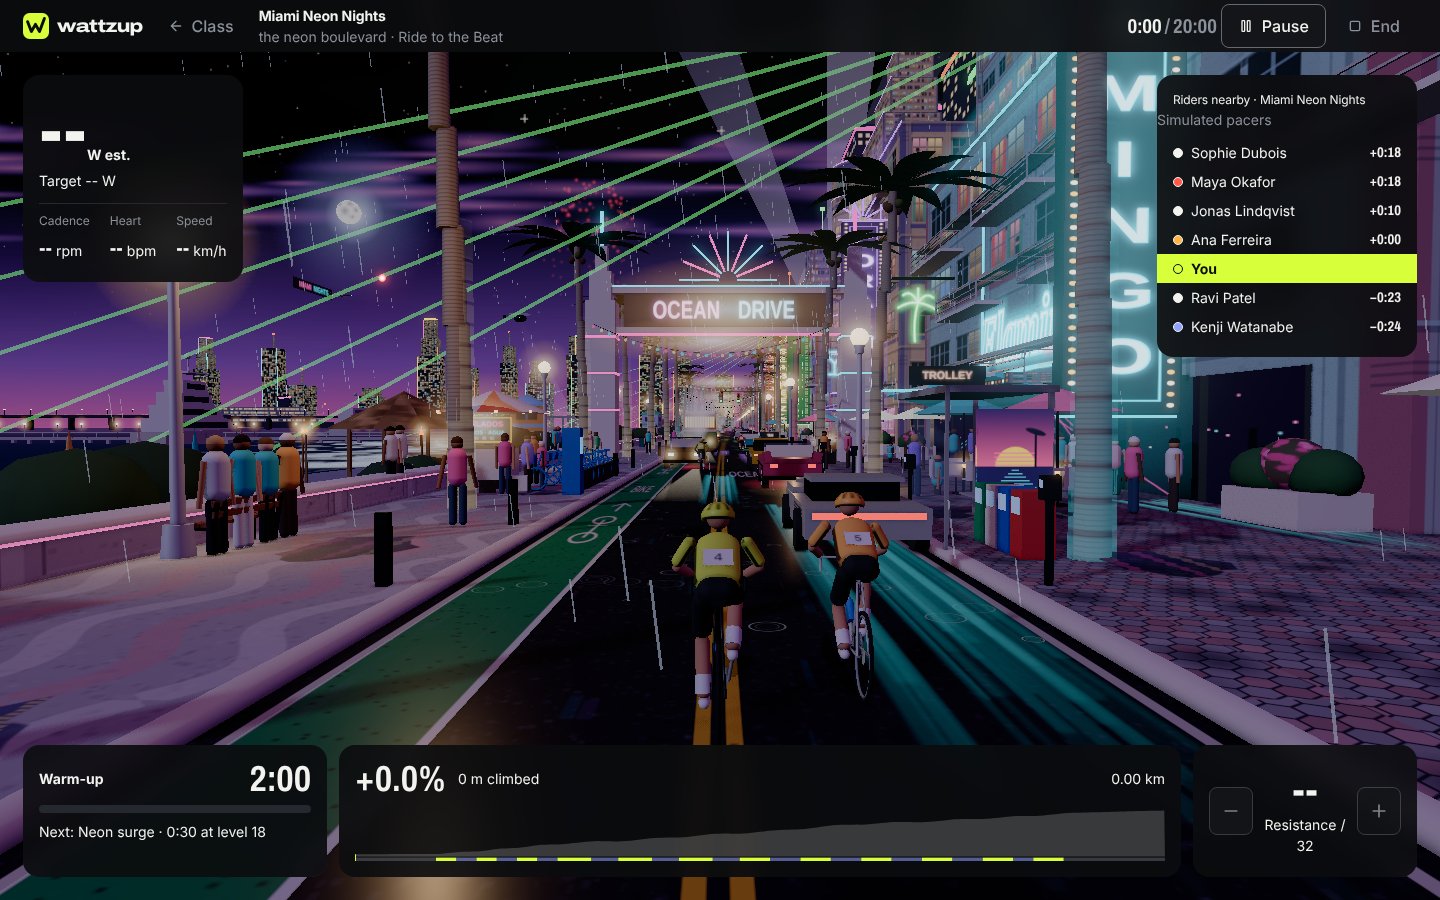 wattzup
Class
Miami Neon Nights
the neon boulevard · Ride to the Beat
0:00 / 20:00
Pause
End
-- W est.
Target -- W
Cadence Heart Speed
-- rpm -- bpm -- km/h
Riders nearby · Miami Neon Nights
Simulated pacers
Sophie Dubois +0:18
Maya Okafor +0:18
Jonas Lindqvist +0:10
Ana Ferreira +0:00
You
Ravi Patel −0:23
Kenji Watanabe −0:24
MIAMI NIGHTS
OCEAN DRIVE
MINGO
TROLLEY
BIKE
OCEA
4
5
Warm-up 2:00
Next: Neon surge · 0:30 at level 18
+0.0% 0 m climbed 0.00 km
--
Resistance /
32